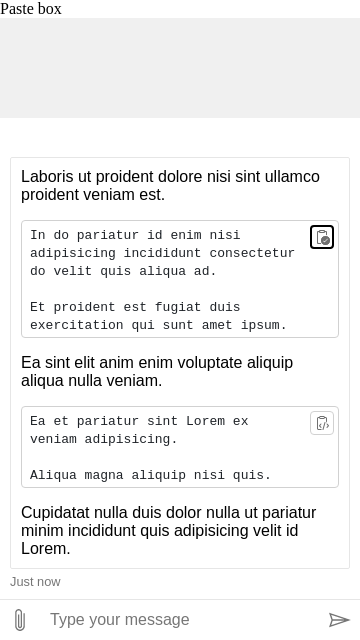 Paste box
Laboris ut proident dolore nisi sint ullamco
proident veniam est.
In do pariatur id enim nisi
adipisicing incididunt consectetur
do velit quis aliqua ad.
Et proident est fugiat duis
exercitation qui sunt amet ipsum.
Ea sint elit anim enim voluptate aliquip
aliqua nulla veniam.
Ea et pariatur sint Lorem ex
veniam adipisicing.
Aliqua magna aliquip nisi quis.
Cupidatat nulla duis dolor nulla ut pariatur
minim incididunt quis adipisicing velit id
Lorem.
Just now
Type your message